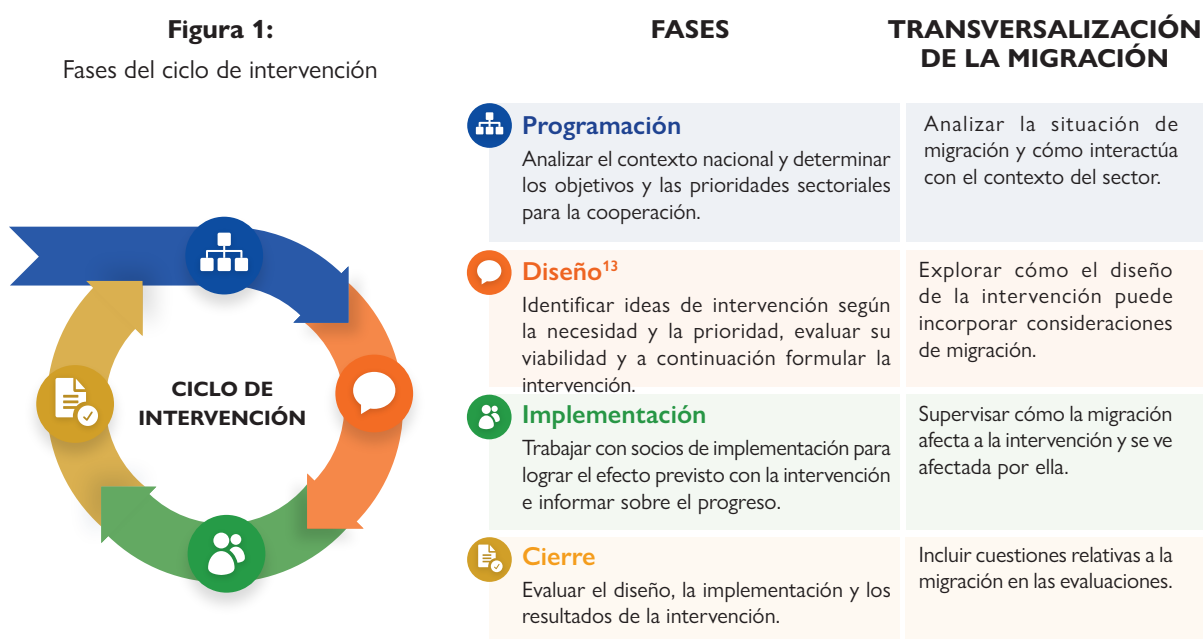 Figura 1:
Fases del ciclo de intervención
CICLO DE
INTERVENCIÓN
FASES
TRANSVERSALIZACIÓN
DE LA MIGRACIÓN
Programación
Analizar el contexto nacional y determinar
los objetivos y las prioridades sectoriales
para la cooperación.
Analizar la situación de
migración y cómo interactúa
con el contexto del sector.
Diseño¹³
Identificar ideas de intervención según
la necesidad y la prioridad, evaluar su
viabilidad y a continuación formular la
intervención.
Explorar cómo el diseño
de la intervención puede
incorporar consideraciones
de migración.
Implementación
Trabajar con socios de implementación para
lograr el efecto previsto con la intervención
e informar sobre el progreso.
Supervisar cómo la migración
afecta a la intervención y se ve
afectada por ella.
Cierre
Evaluar el diseño, la implementación y los
resultados de la intervención.
Incluir cuestiones relativas a la
migración en las evaluaciones.